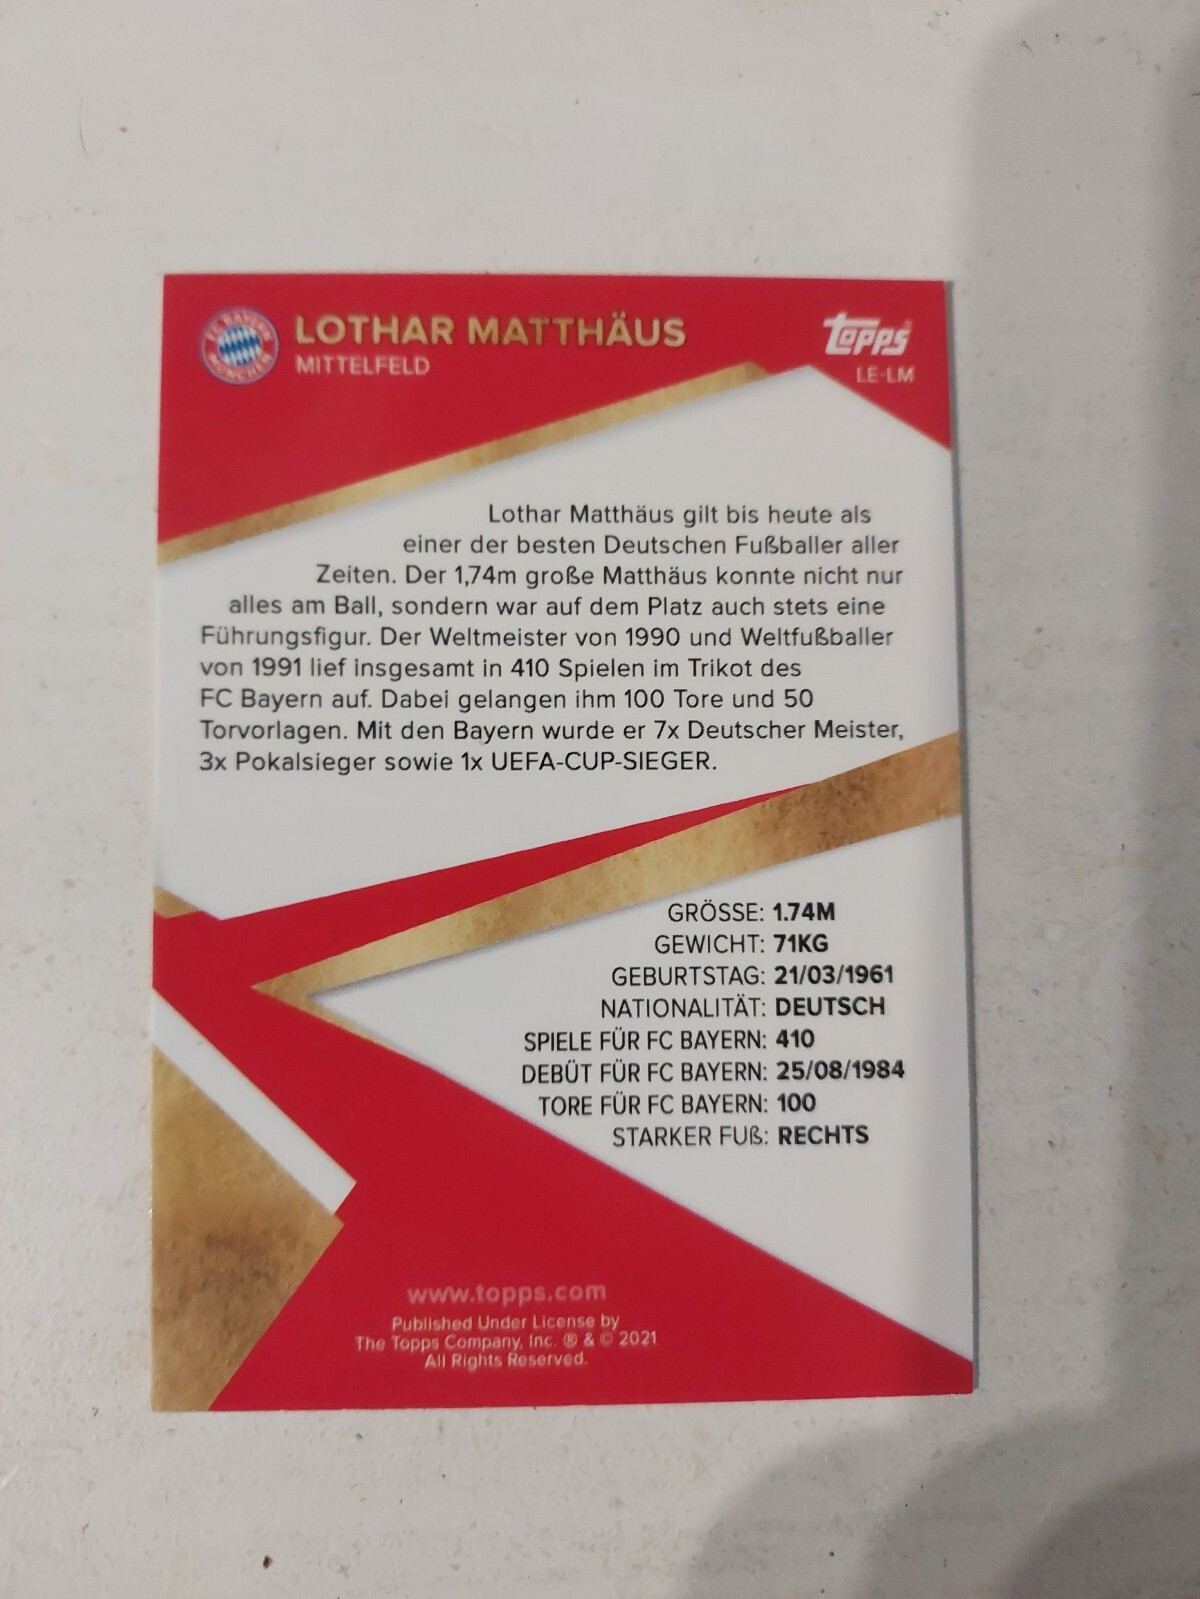 FC BAYERN MÜNCHEN
LOTHAR MATTHÄUS
MITTELFELD
topps
LE-LM
Lothar Matthäus gilt bis heute als
einer der besten Deutschen Fußballer aller
Zeiten. Der 1,74m große Matthäus konnte nicht nur
alles am Ball, sondern war auf dem Platz auch stets eine
Führungsfigur. Der Weltmeister von 1990 und Weltfußballer
von 1991 lief insgesamt in 410 Spielen im Trikot des
FC Bayern auf. Dabei gelangen ihm 100 Tore und 50
Torvorlagen. Mit den Bayern wurde er 7x Deutscher Meister,
3x Pokalsieger sowie 1x UEFA-CUP-SIEGER.
GRÖSSE: 1.74M
GEWICHT: 71KG
GEBURTSTAG: 21/03/1961
NATIONALITÄT: DEUTSCH
SPIELE FÜR FC BAYERN: 410
DEBÜT FÜR FC BAYERN: 25/08/1984
TORE FÜR FC BAYERN: 100
STARKER FUß: RECHTS
www.topps.com
Published Under License by
The Topps Company, Inc. ® & © 2021
All Rights Reserved.